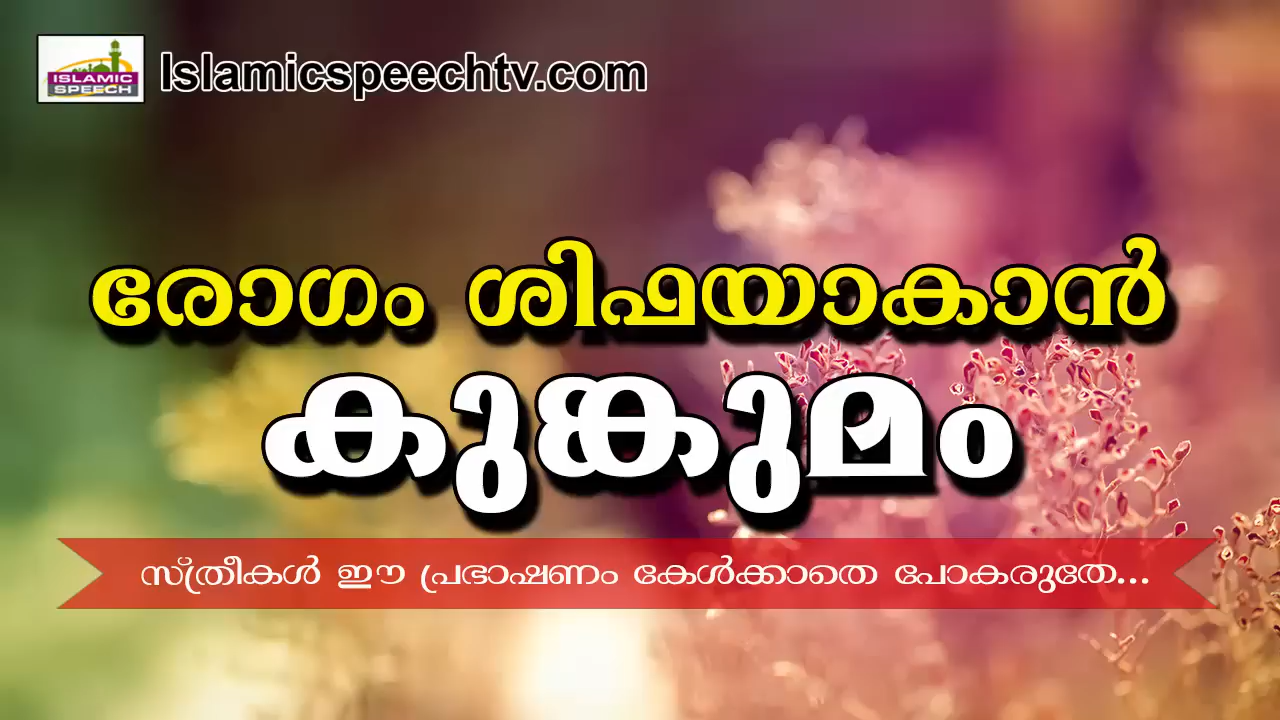 ISLAMIC
SPEECH
Islamicspeechtv.com
രോഗം ശിഫയാകാൻ
കുങ്കുമം
സ്ത്രീകൾ ഈ പ്രഭാഷണം കേൾക്കാതെ പോകരുതേ...